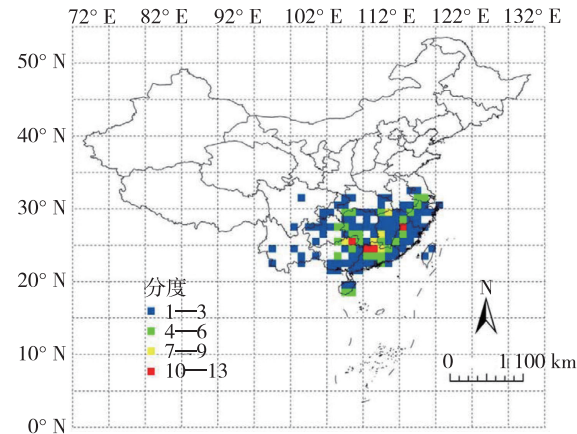 72° E 82° E 92° E 102° E 112° E 122° E 132° E
50° N
40° N
30° N
20° N
10° N
0° N
分度
1—3
4—6
7—9
10—13
N
0 1 100 km